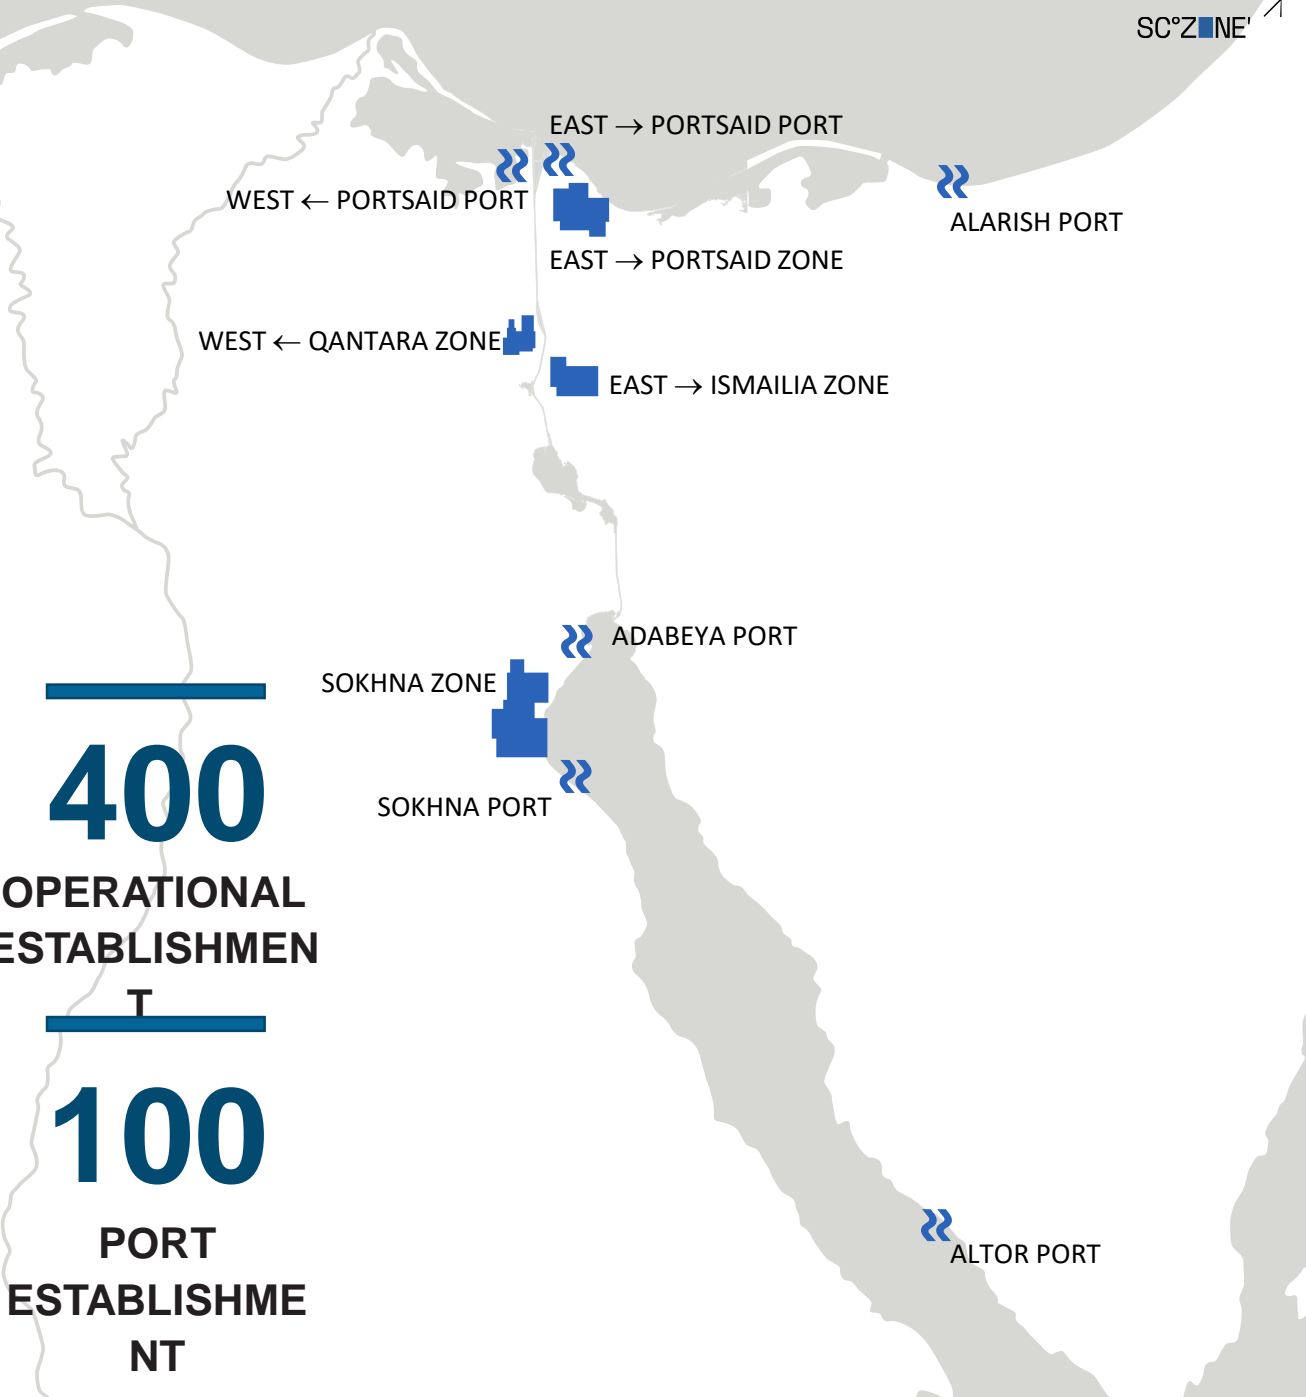 SC°Z■NE'
EAST → PORTSAID PORT
WEST ← PORTSAID PORT
ALARISH PORT
EAST → PORTSAID ZONE
WEST ← QANTARA ZONE
EAST → ISMAILIA ZONE
ADABEYA PORT
SOKHNA ZONE
SOKHNA PORT
400
OPERATIONAL
ESTABLISHMEN
T
100
PORT
ESTABLISHME
NT
ALTOR PORT